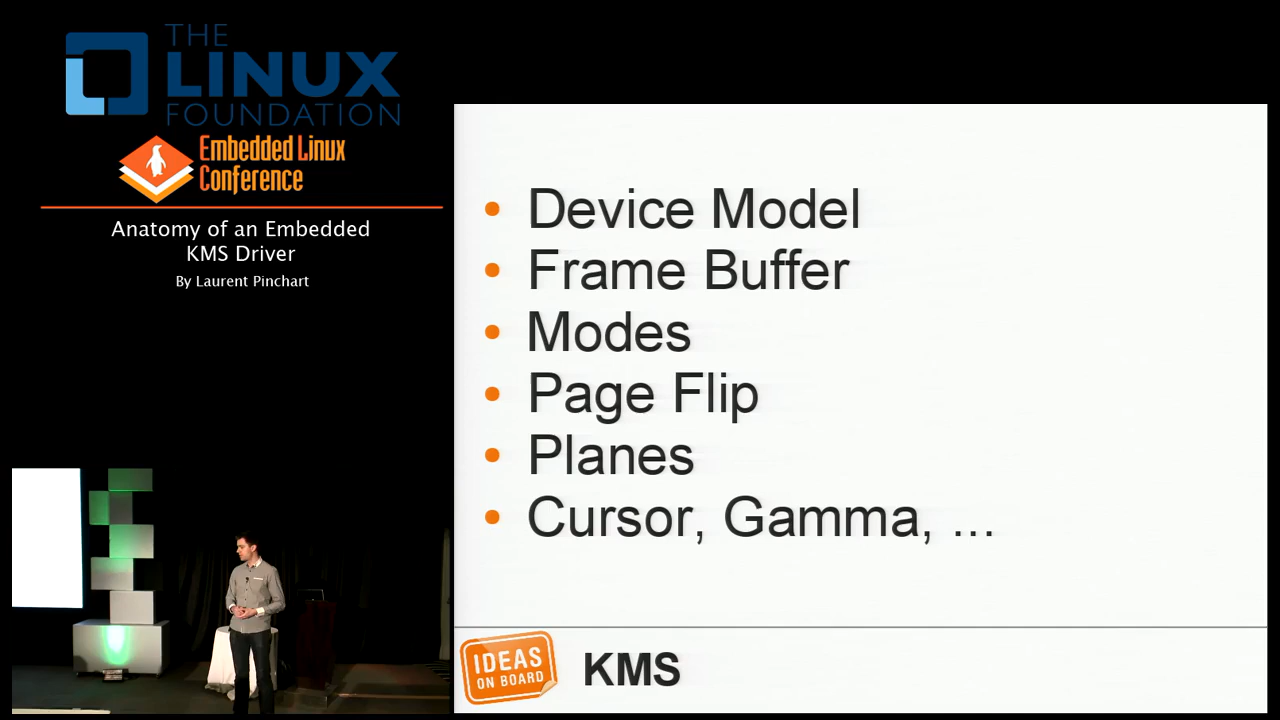 THE
LINUX
FOUNDATION
Embedded Linux
Conference
Anatomy of an Embedded
KMS Driver
By Laurent Pinchart
• Device Model
• Frame Buffer
• Modes
• Page Flip
• Planes
• Cursor, Gamma, ...
IDEAS
ON BOARD
KMS